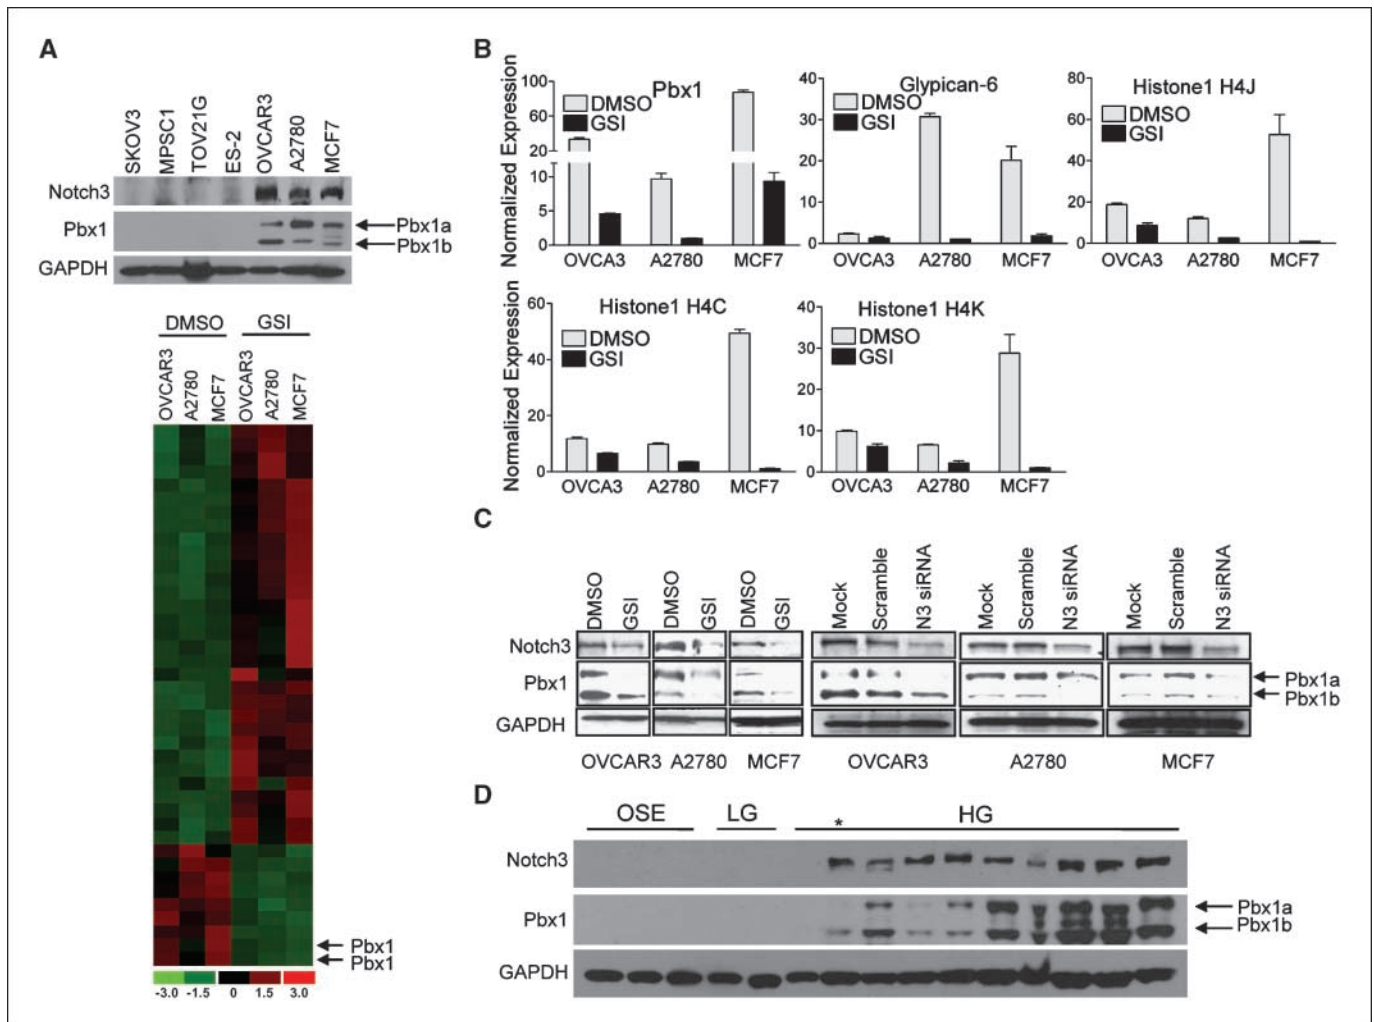 A
SKOV3
MPSC1
TOV21G
ES-2
OVCAR3
A2780
MCF7
Notch3
Pbx1
Pbx1a
Pbx1b
GAPDH
DMSO GSI
OVCAR3
A2780
MCF7
OVCAR3
A2780
MCF7
Pbx1
Pbx1
-3.0 -1.5 0 1.5 3.0
B
Normalized Expression
Pbx1
DMSO
GSI
100
60
20
10
5
0
OVCA3 A2780 MCF7
Glypican-6
DMSO
GSI
40
30
20
10
0
OVCA3 A2780 MCF7
Histone1 H4J
DMSO
GSI
80
60
40
20
0
OVCA3 A2780 MCF7
Normalized Expression
Histone1 H4C
DMSO
GSI
60
40
20
0
OVCA3 A2780 MCF7
Histone1 H4K
DMSO
GSI
40
30
20
10
0
OVCA3 A2780 MCF7
C
DMSO
GSI
DMSO
GSI
DMSO
GSI
Mock
Scramble
N3 siRNA
Mock
Scramble
N3 siRNA
Mock
Scramble
N3 siRNA
Notch3
Pbx1
Pbx1a
Pbx1b
GAPDH
OVCAR3 A2780 MCF7 OVCAR3 A2780 MCF7
D
OSE LG * HG
Notch3
Pbx1
Pbx1a
Pbx1b
GAPDH